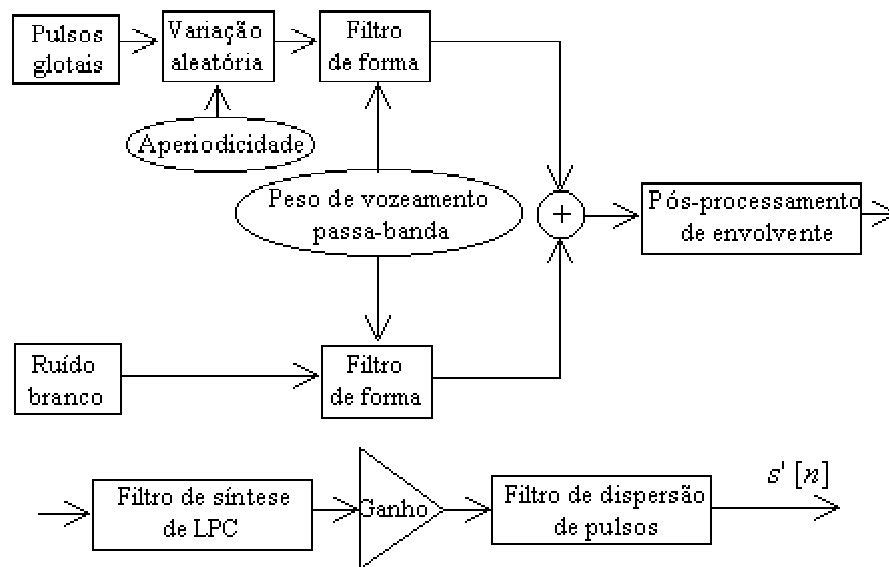 Pulsos
glotais
Variação
aleatória
Filtro
de forma
Aperiodicidade
Peso de vozeamento
passa-banda
+
Pós-processamento
de envolvente
Ruído
branco
Filtro
de forma
Filtro de síntese
de LPC
Ganho
Filtro de dispersão
de pulsos
s' [n]